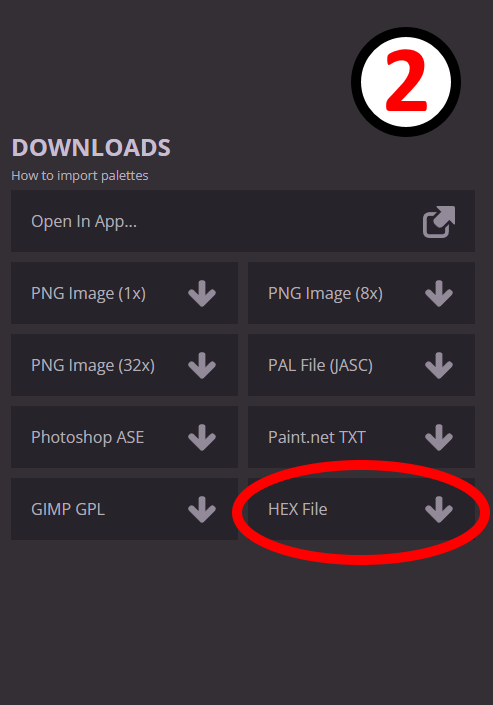 2
DOWNLOADS
How to import palettes
Open In App...
PNG Image (1x)
PNG Image (8x)
PNG Image (32x)
PAL File (JASC)
Photoshop ASE
Paint.net TXT
GIMP GPL
HEX File